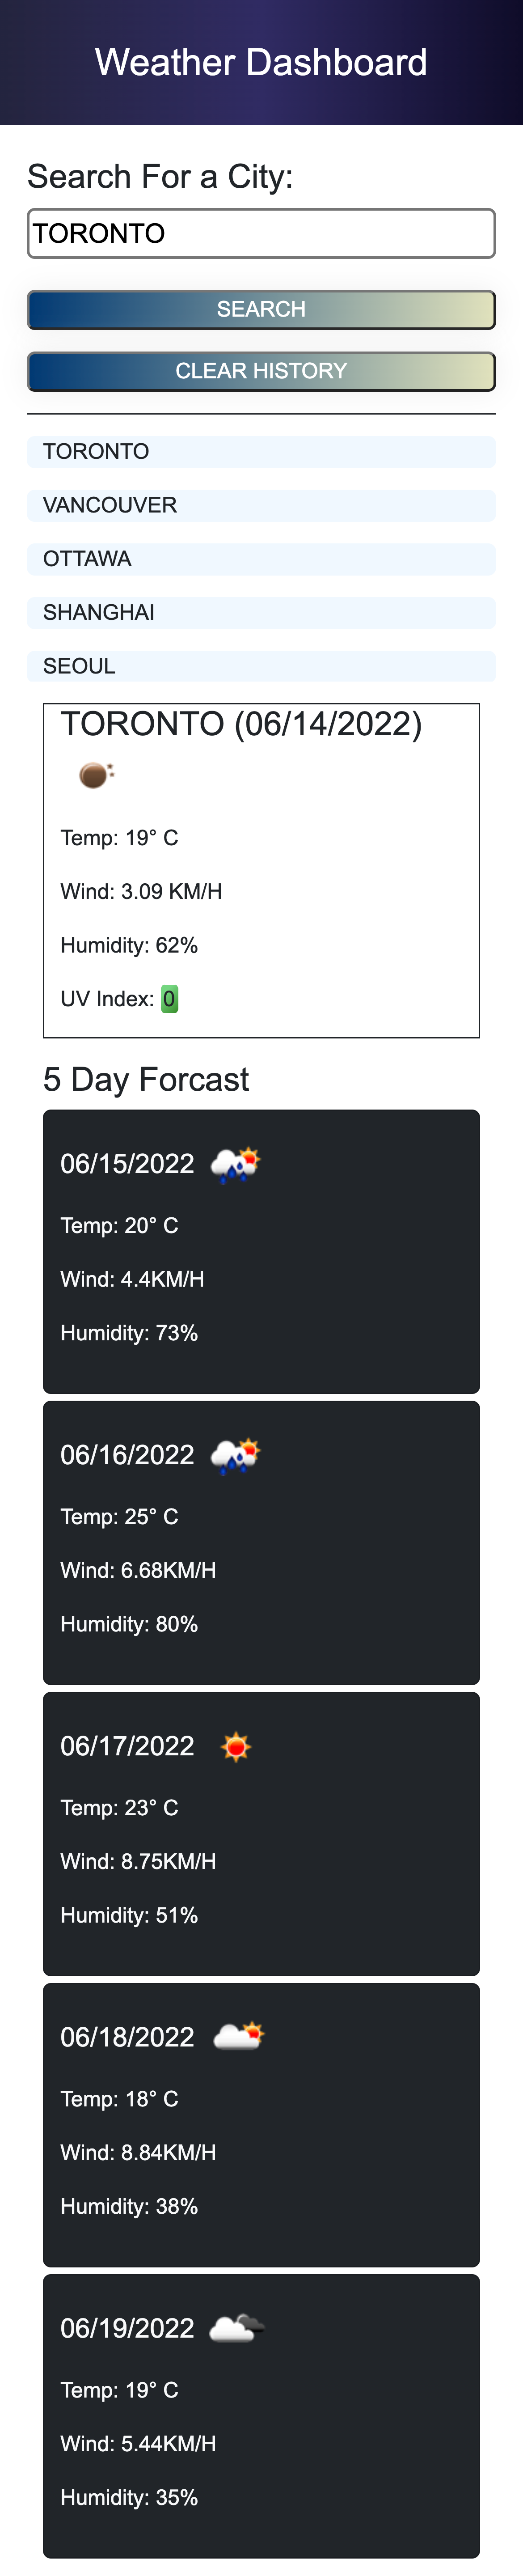 Weather Dashboard
Search For a City:
TORONTO
SEARCH
CLEAR HISTORY
TORONTO
VANCOUVER
OTTAWA
SHANGHAI
SEOUL
TORONTO (06/14/2022)
Temp: 19° C
Wind: 3.09 KM/H
Humidity: 62%
UV Index: 0
5 Day Forcast
06/15/2022
Temp: 20° C
Wind: 4.4KM/H
Humidity: 73%
06/16/2022
Temp: 25° C
Wind: 6.68KM/H
Humidity: 80%
06/17/2022
Temp: 23° C
Wind: 8.75KM/H
Humidity: 51%
06/18/2022
Temp: 18° C
Wind: 8.84KM/H
Humidity: 38%
06/19/2022
Temp: 19° C
Wind: 5.44KM/H
Humidity: 35%